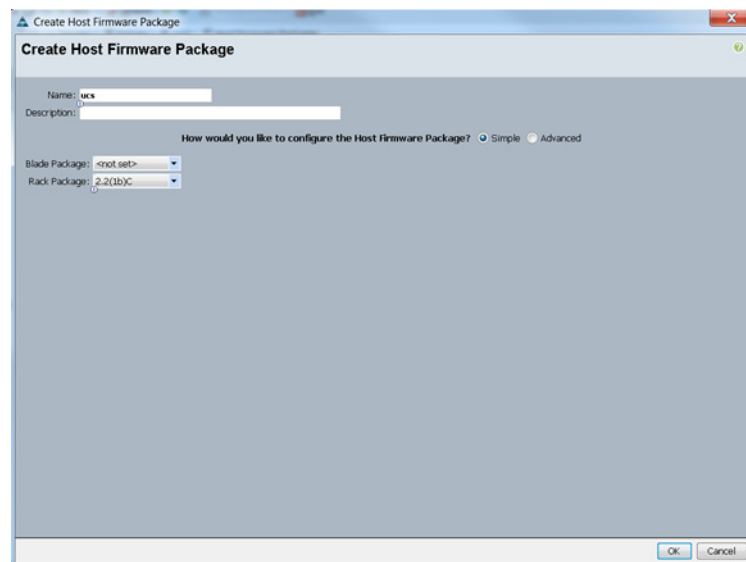 Create Host Firmware Package
Create Host Firmware Package
Name: ucs
Description:
How would you like to configure the Host Firmware Package? Simple Advanced
Blade Package: <not set>
Rack Package: 2.2(1b)C
OK Cancel